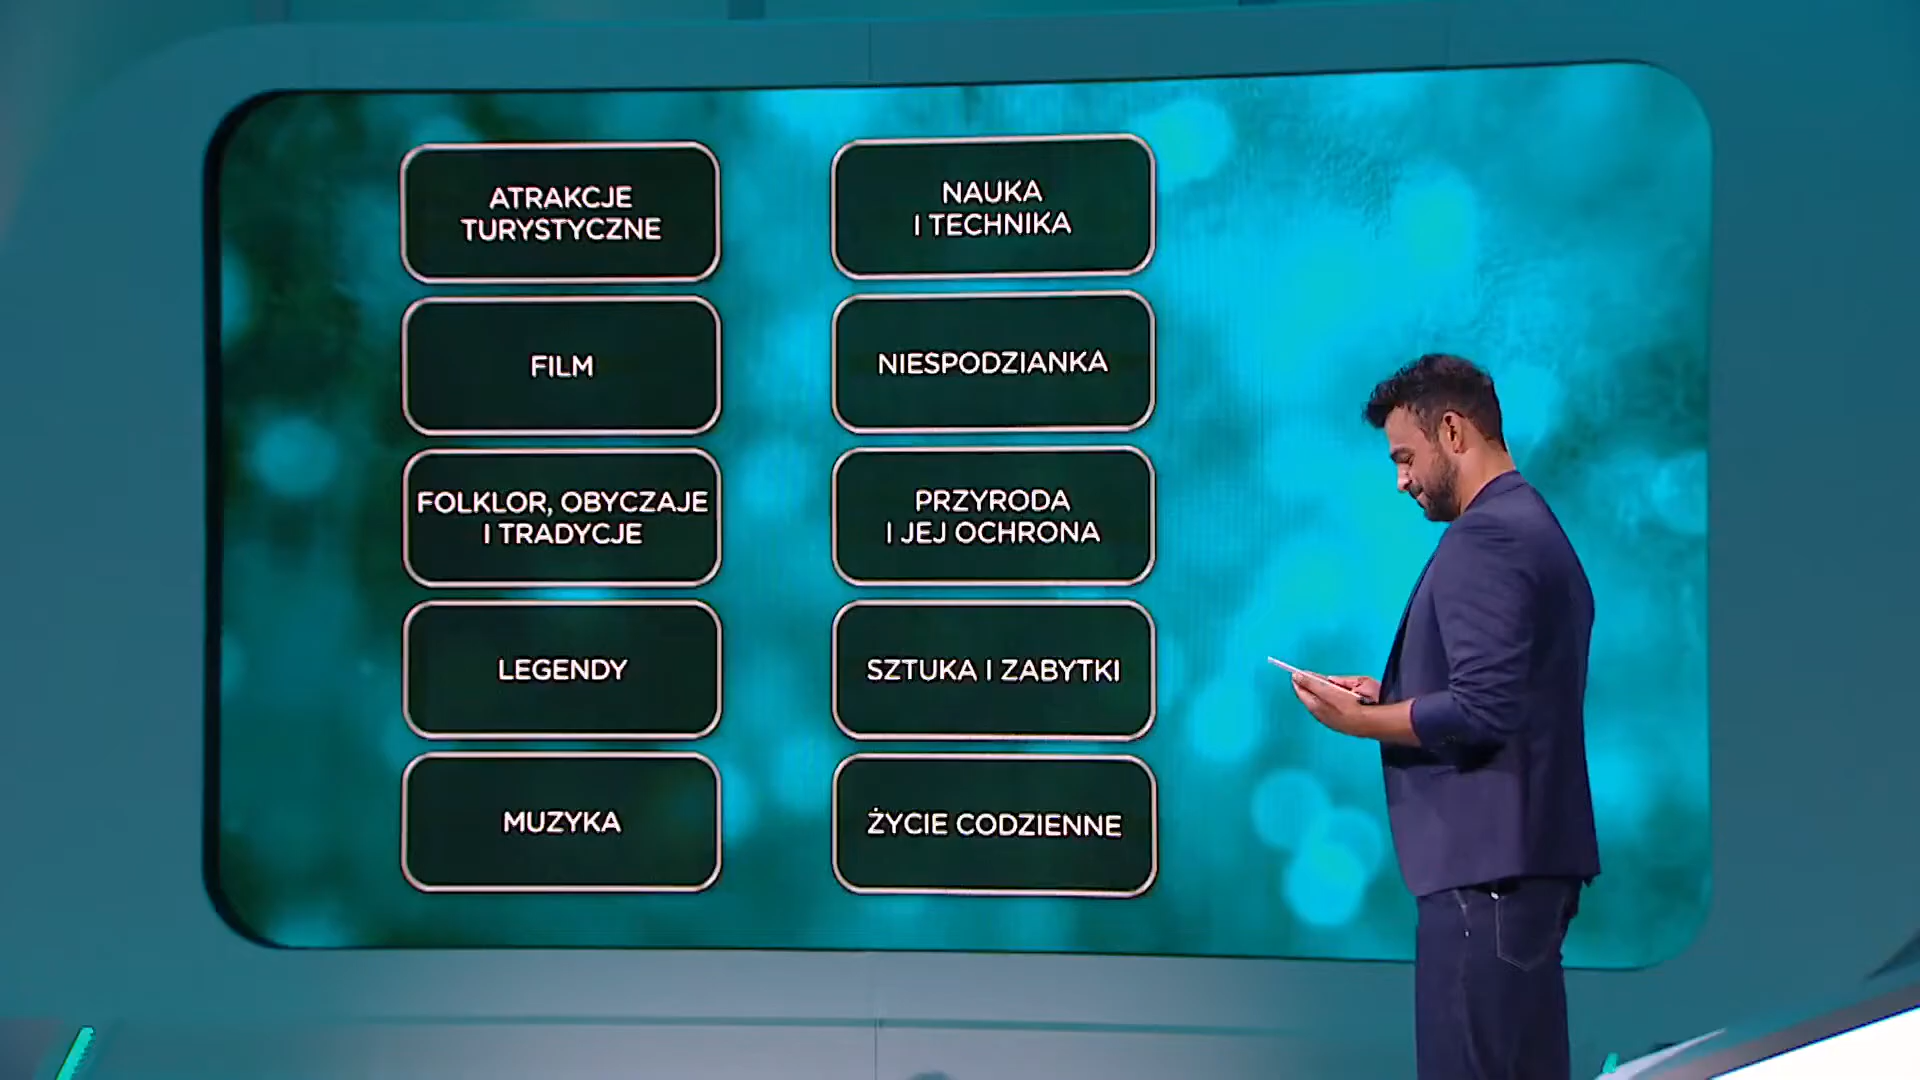 ATRAKCJE
TURYSTYCZNE
FILM
FOLKLOR, OBYCZAJE
I TRADYCJE
LEGENDY
MUZYKA
NAUKA
I TECHNIKA
NIESPODZIANKA
PRZYRODA
I JEJ OCHRONA
SZTUKA I ZABYTKI
ŻYCIE CODZIENNE